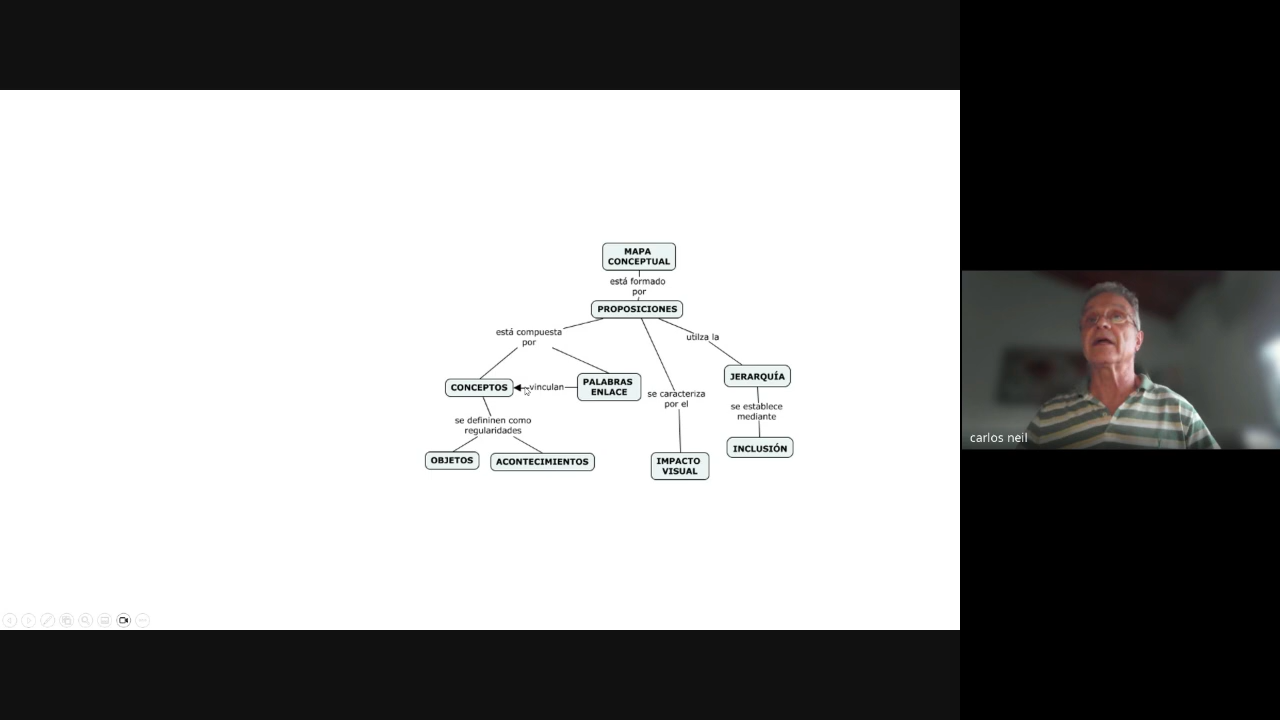 MAPA
CONCEPTUAL
está formado
por
PROPOSICIONES
está compuesta
por
utilza la
CONCEPTOS
vinculan
PALABRAS
ENLACE
JERARQUÍA
se caracteriza
por el
se establece
mediante
se defininen como
regularidades
INCLUSIÓN
OBJETOS
ACONTECIMIENTOS
IMPACTO
VISUAL
carlos neil